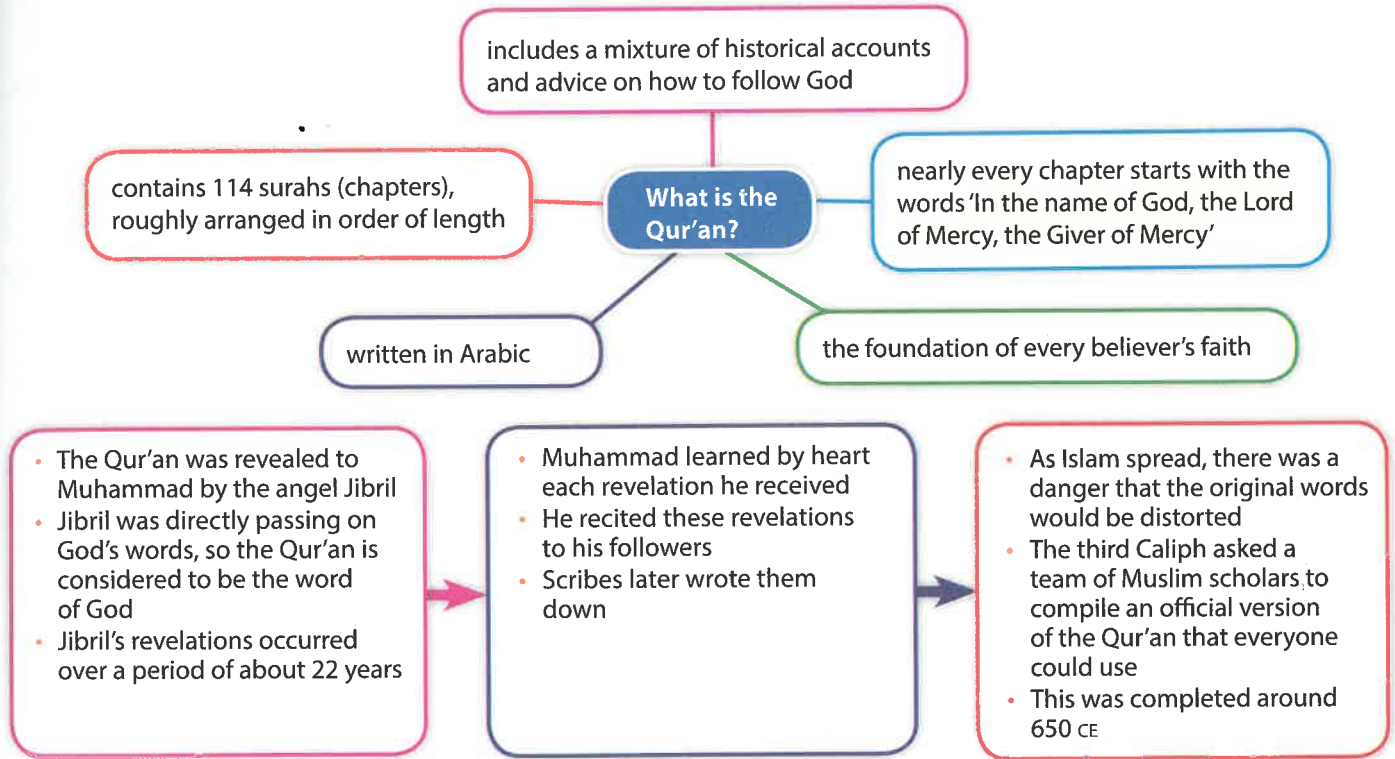 includes a mixture of historical accounts
and advice on how to follow God
contains 114 surahs (chapters),
roughly arranged in order of length
What is the
Qur'an?
nearly every chapter starts with the
words 'In the name of God, the Lord
of Mercy, the Giver of Mercy'
written in Arabic
the foundation of every believer's faith
• The Qur'an was revealed to
Muhammad by the angel Jibril
• Jibril was directly passing on
God's words, so the Qur'an is
considered to be the word
of God
• Jibril's revelations occurred
over a period of about 22 years
• Muhammad learned by heart
each revelation he received
• He recited these revelations
to his followers
• Scribes later wrote them
down
• As Islam spread, there was a
danger that the original words
would be distorted
• The third Caliph asked a
team of Muslim scholars to
compile an official version
of the Qur'an that everyone
could use
• This was completed around
650 CE